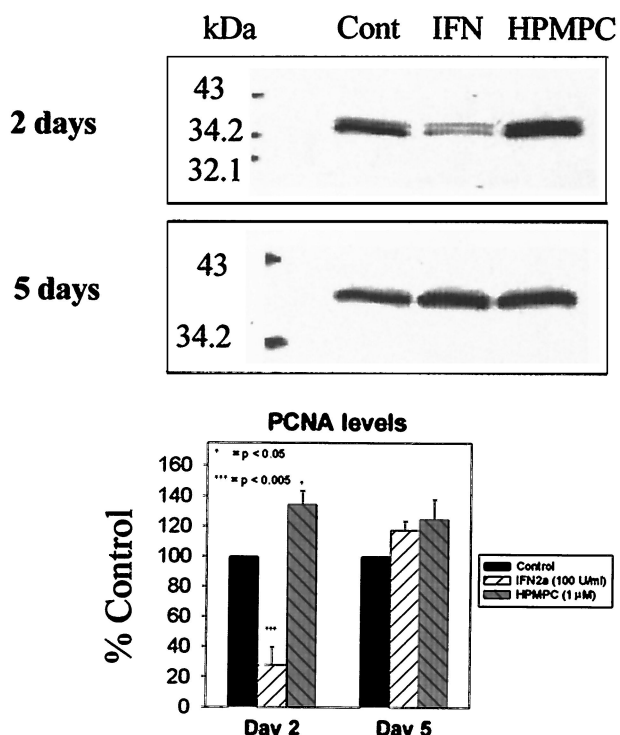 kDa Cont IFN HPMPC
2 days
43
34.2
32.1
5 days
43
34.2
PCNA levels
* = p < 0.05
*** = p < 0.005
% Control
160
140
120
100
80
60
40
20
0
*
***
Day 2 Day 5
Control
IFN2a (100 U/ml)
HPMPC (1 µM)